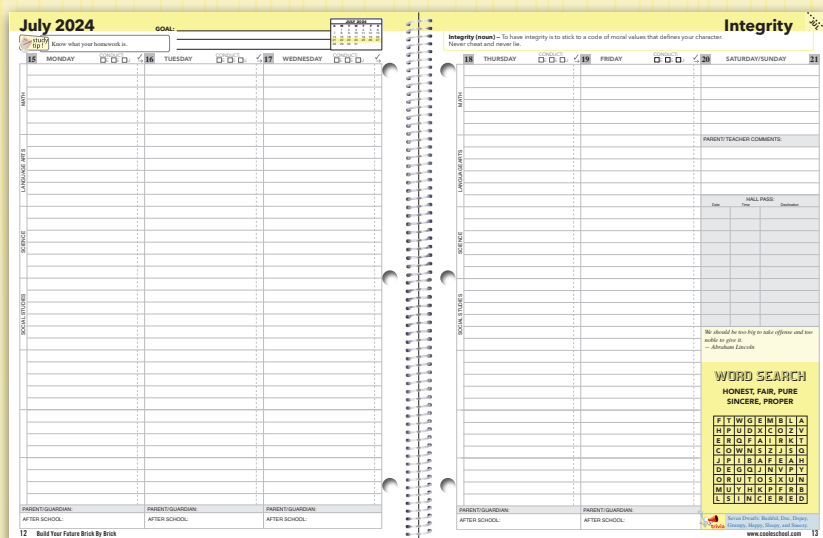 July 2024
GOAL:
JULY 2024
study
tip !
Know what your homework is.
15 MONDAY CONDUCT:
16 TUESDAY CONDUCT:
17 WEDNESDAY CONDUCT:
MATH
LANGUAGE ARTS
SCIENCE
SOCIAL STUDIES
PARENT/GUARDIAN: PARENT/GUARDIAN: PARENT/GUARDIAN:
AFTER SCHOOL: AFTER SCHOOL: AFTER SCHOOL:
12 Build Your Future Brick By Brick
Integrity
Integrity (noun) – To have integrity is to stick to a code of moral values that defines your character.
Never cheat and never lie.
18 THURSDAY CONDUCT:
19 FRIDAY CONDUCT:
20 SATURDAY/SUNDAY 21
MATH
LANGUAGE ARTS
SCIENCE
SOCIAL STUDIES
PARENT/TEACHER COMMENTS:
HALL PASS:
Date Time Destination
We should be too big to take offense and too
noble to give it.
— Abraham Lincoln
WORD SEARCH
HONEST, FAIR, PURE
SINCERE, PROPER
F T W G E M B L A
H P U D X C O Z V
E R Q F A I R K T
C O W N S Z J S Q
J P I B A F E A H
D E G Q J N V P Y
O R U T O S X U N
M U Y H K P F R B
L S I N C E R E D
trivia
Seven Dwarfs: Bashful, Doc, Dopey,
Grumpy, Happy, Sleepy, and Sneezy.
PARENT/GUARDIAN: PARENT/GUARDIAN:
AFTER SCHOOL: AFTER SCHOOL:
www.cooleschool.com 13